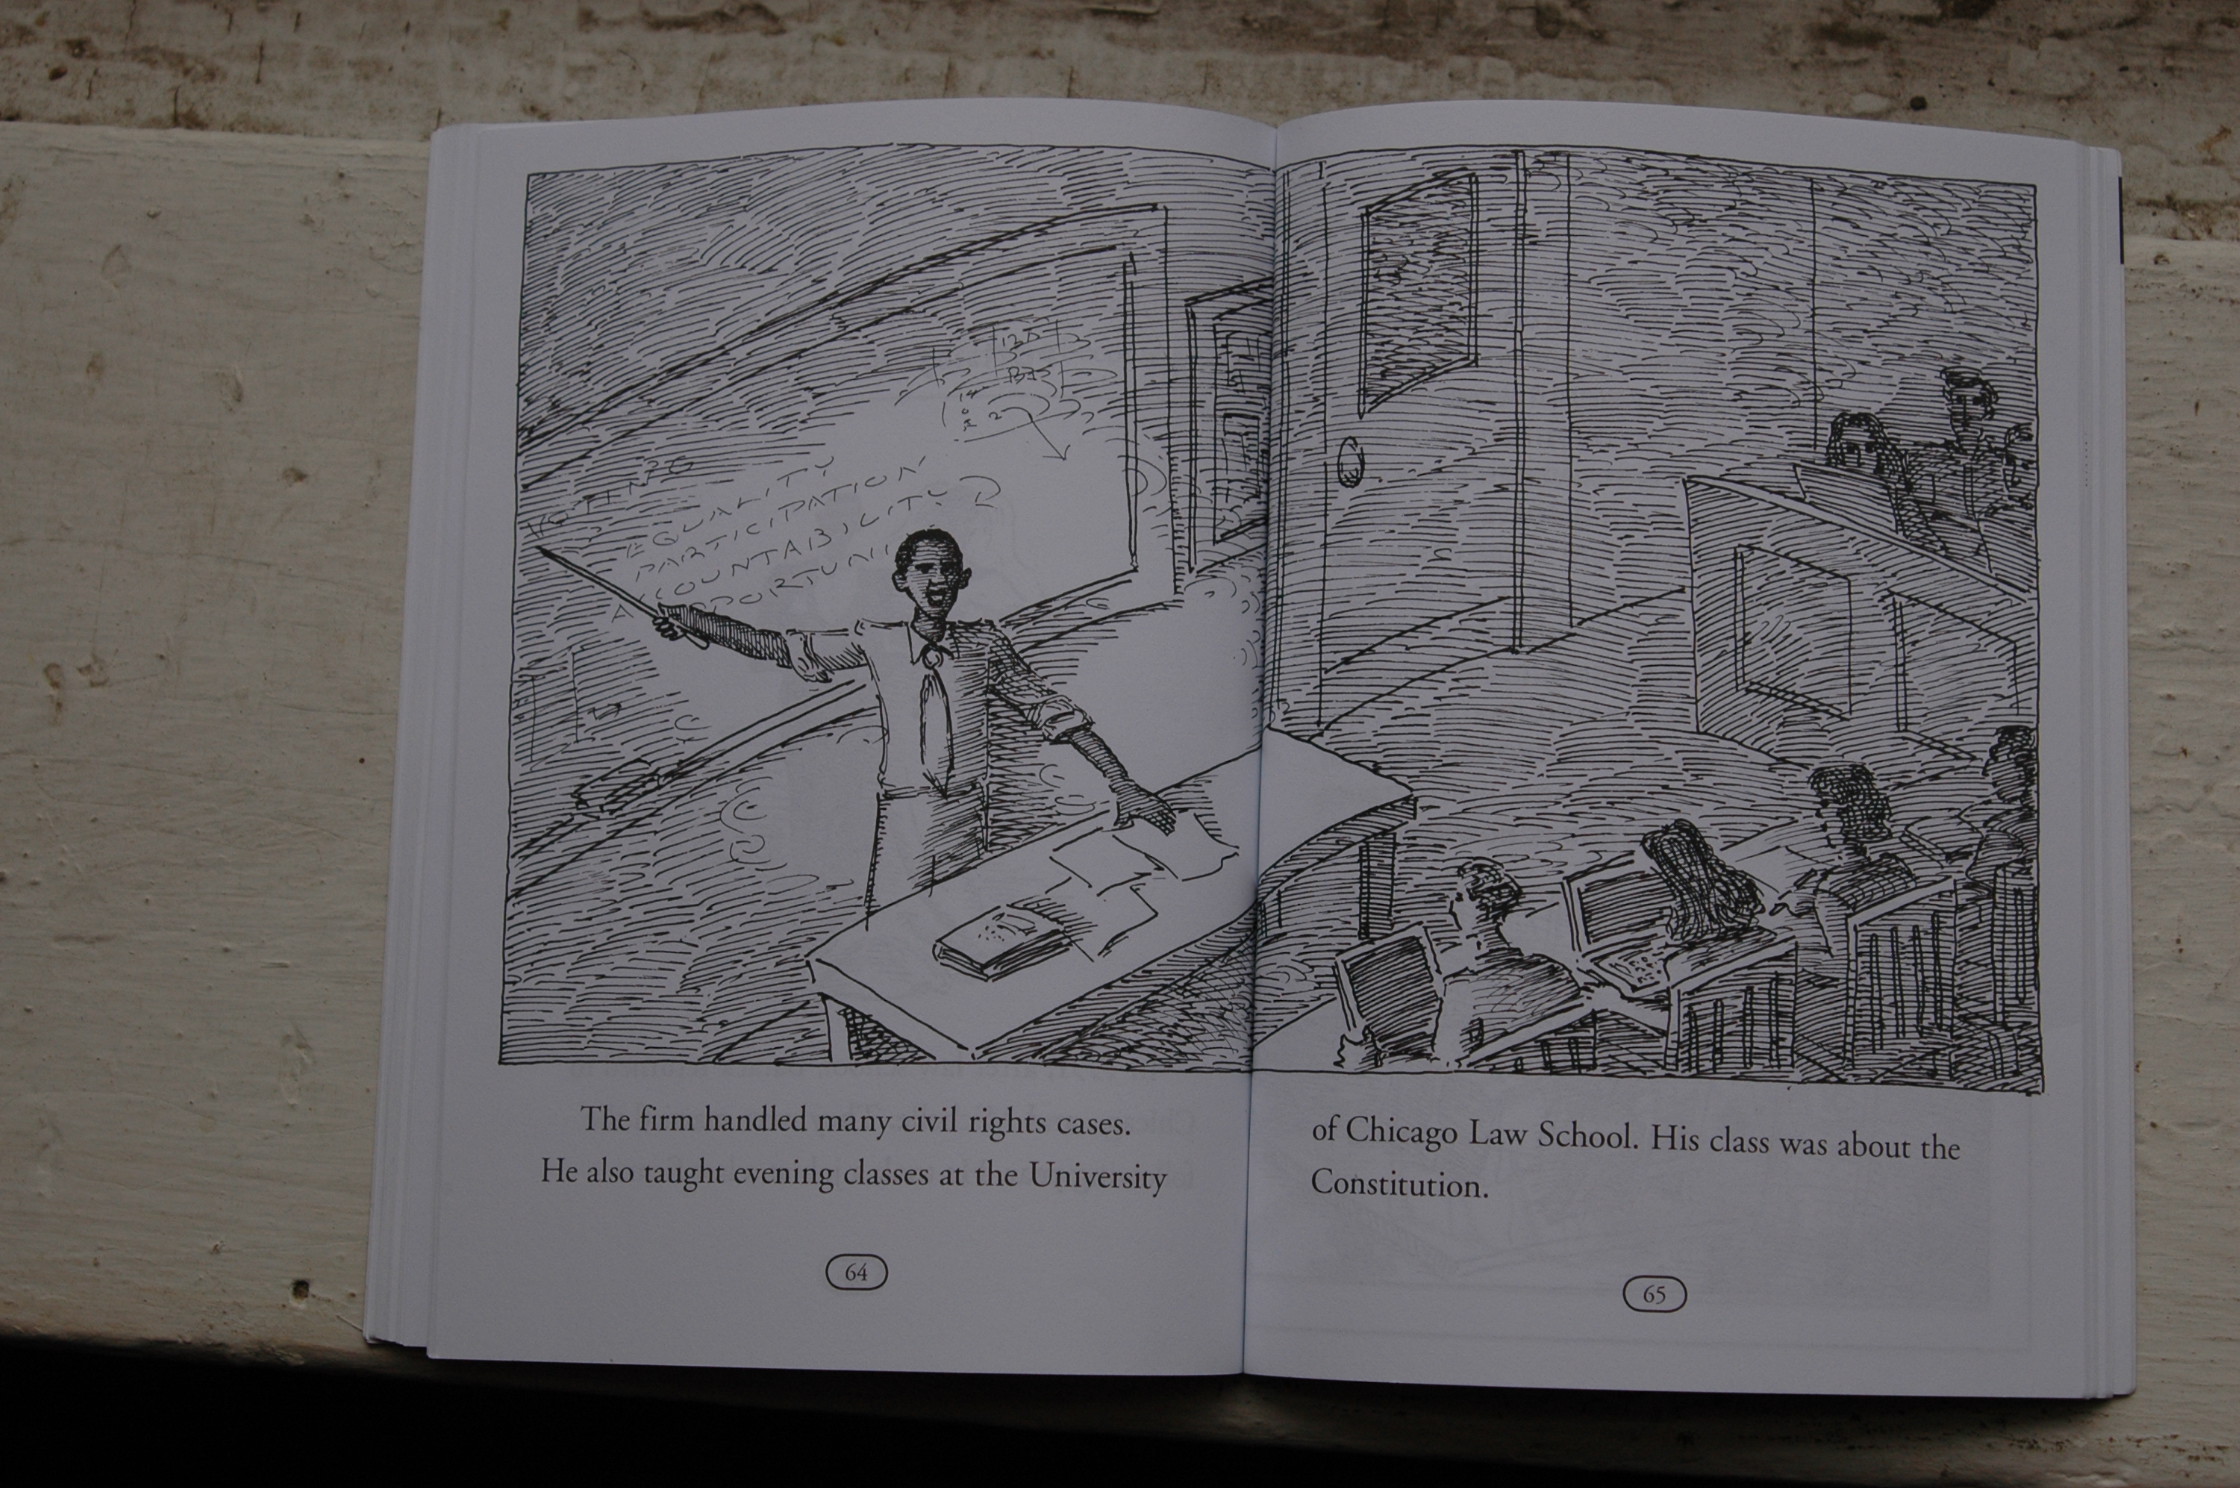 VOTING
EQUALITY
PARTICIPATION
ACCOUNTABILITY
The firm handled many civil rights cases.
He also taught evening classes at the University
64
of Chicago Law School. His class was about the
Constitution.
65